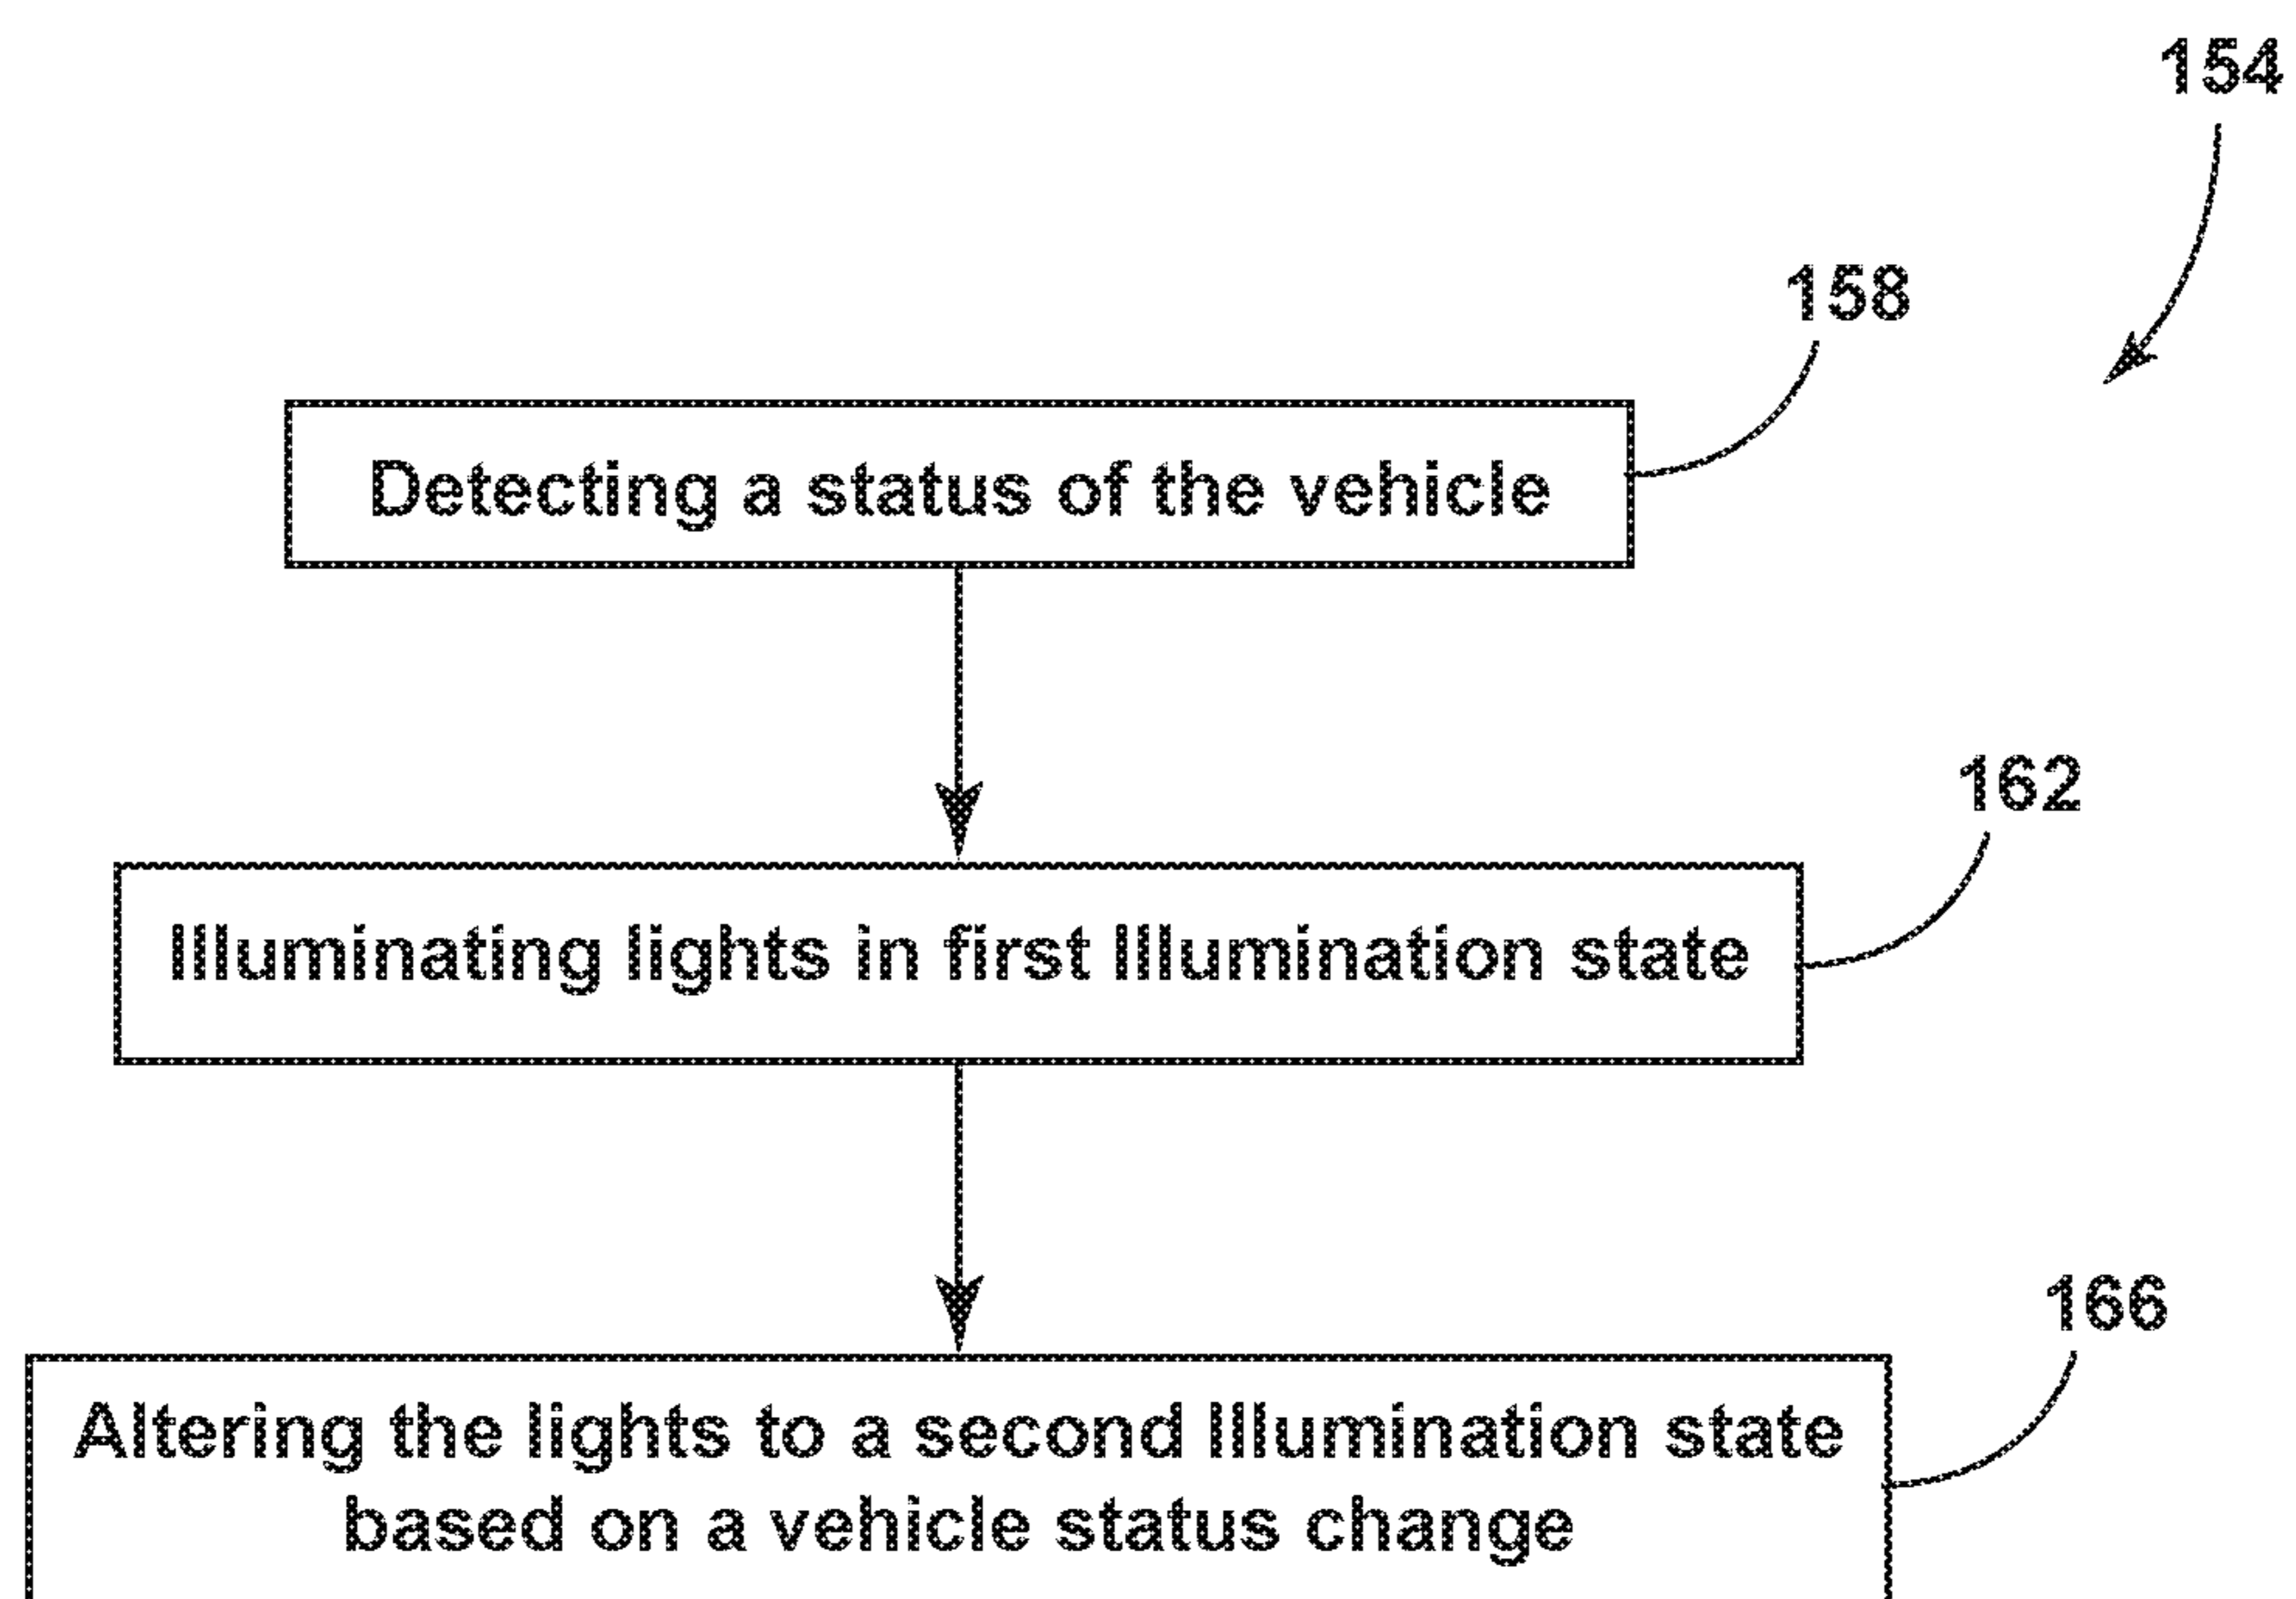 154
158
Detecting a status of the vehicle
162
Illuminating lights in first Illumination state
166
Altering the lights to a second Illumination state
based on a vehicle status change